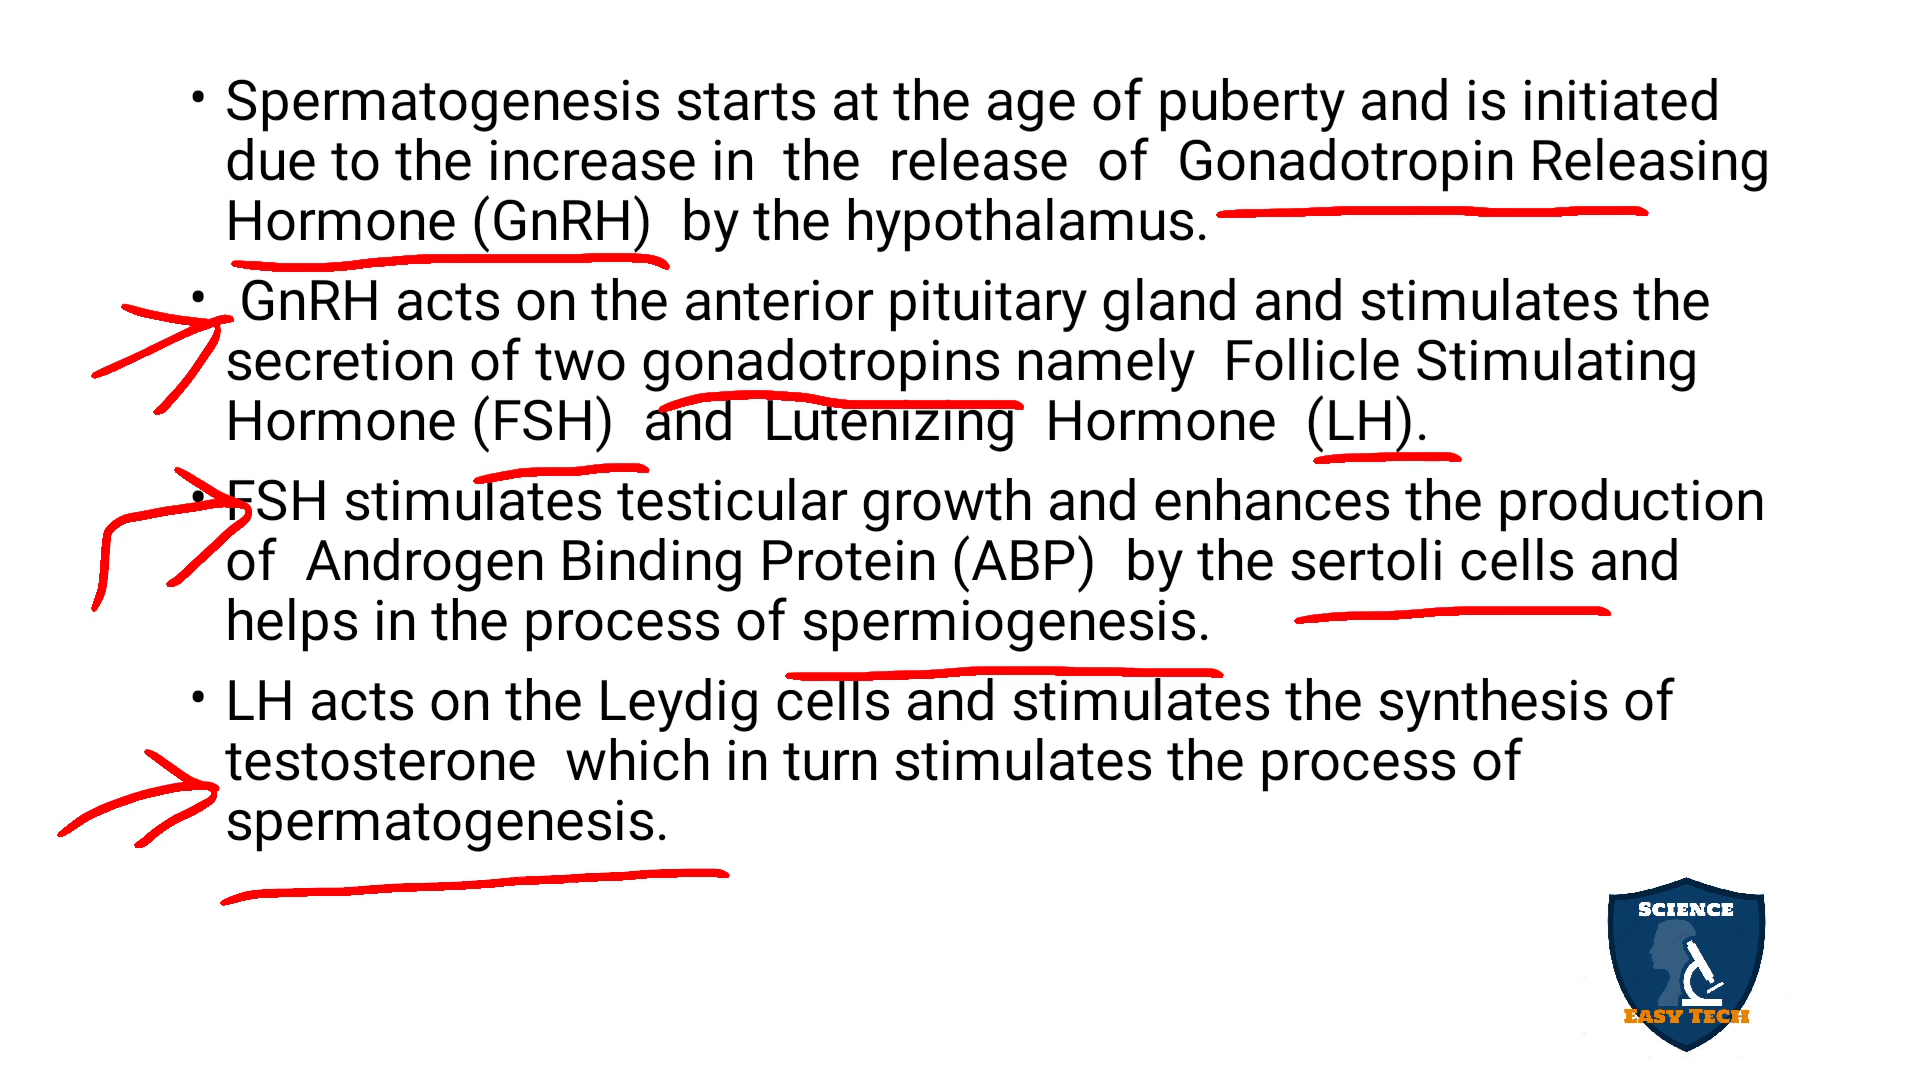 • Spermatogenesis starts at the age of puberty and is initiated
due to the increase in the release of Gonadotropin Releasing
Hormone (GnRH) by the hypothalamus.
• GnRH acts on the anterior pituitary gland and stimulates the
secretion of two gonadotropins namely Follicle Stimulating
Hormone (FSH) and Lutenizing Hormone (LH).
• FSH stimulates testicular growth and enhances the production
of Androgen Binding Protein (ABP) by the sertoli cells and
helps in the process of spermiogenesis.
• LH acts on the Leydig cells and stimulates the synthesis of
testosterone which in turn stimulates the process of
spermatogenesis.
SCIENCE
EASY TECH